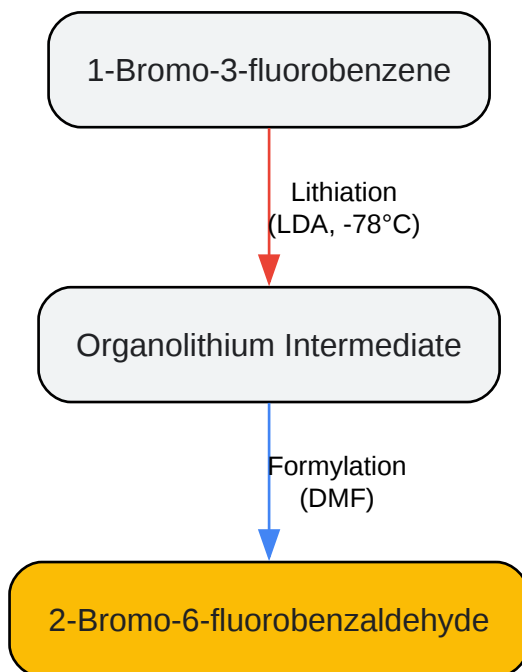 1-Bromo-3-fluorobenzene
Lithiation
(LDA, -78°C)
Organolithium Intermediate
Formylation
(DMF)
2-Bromo-6-fluorobenzaldehyde